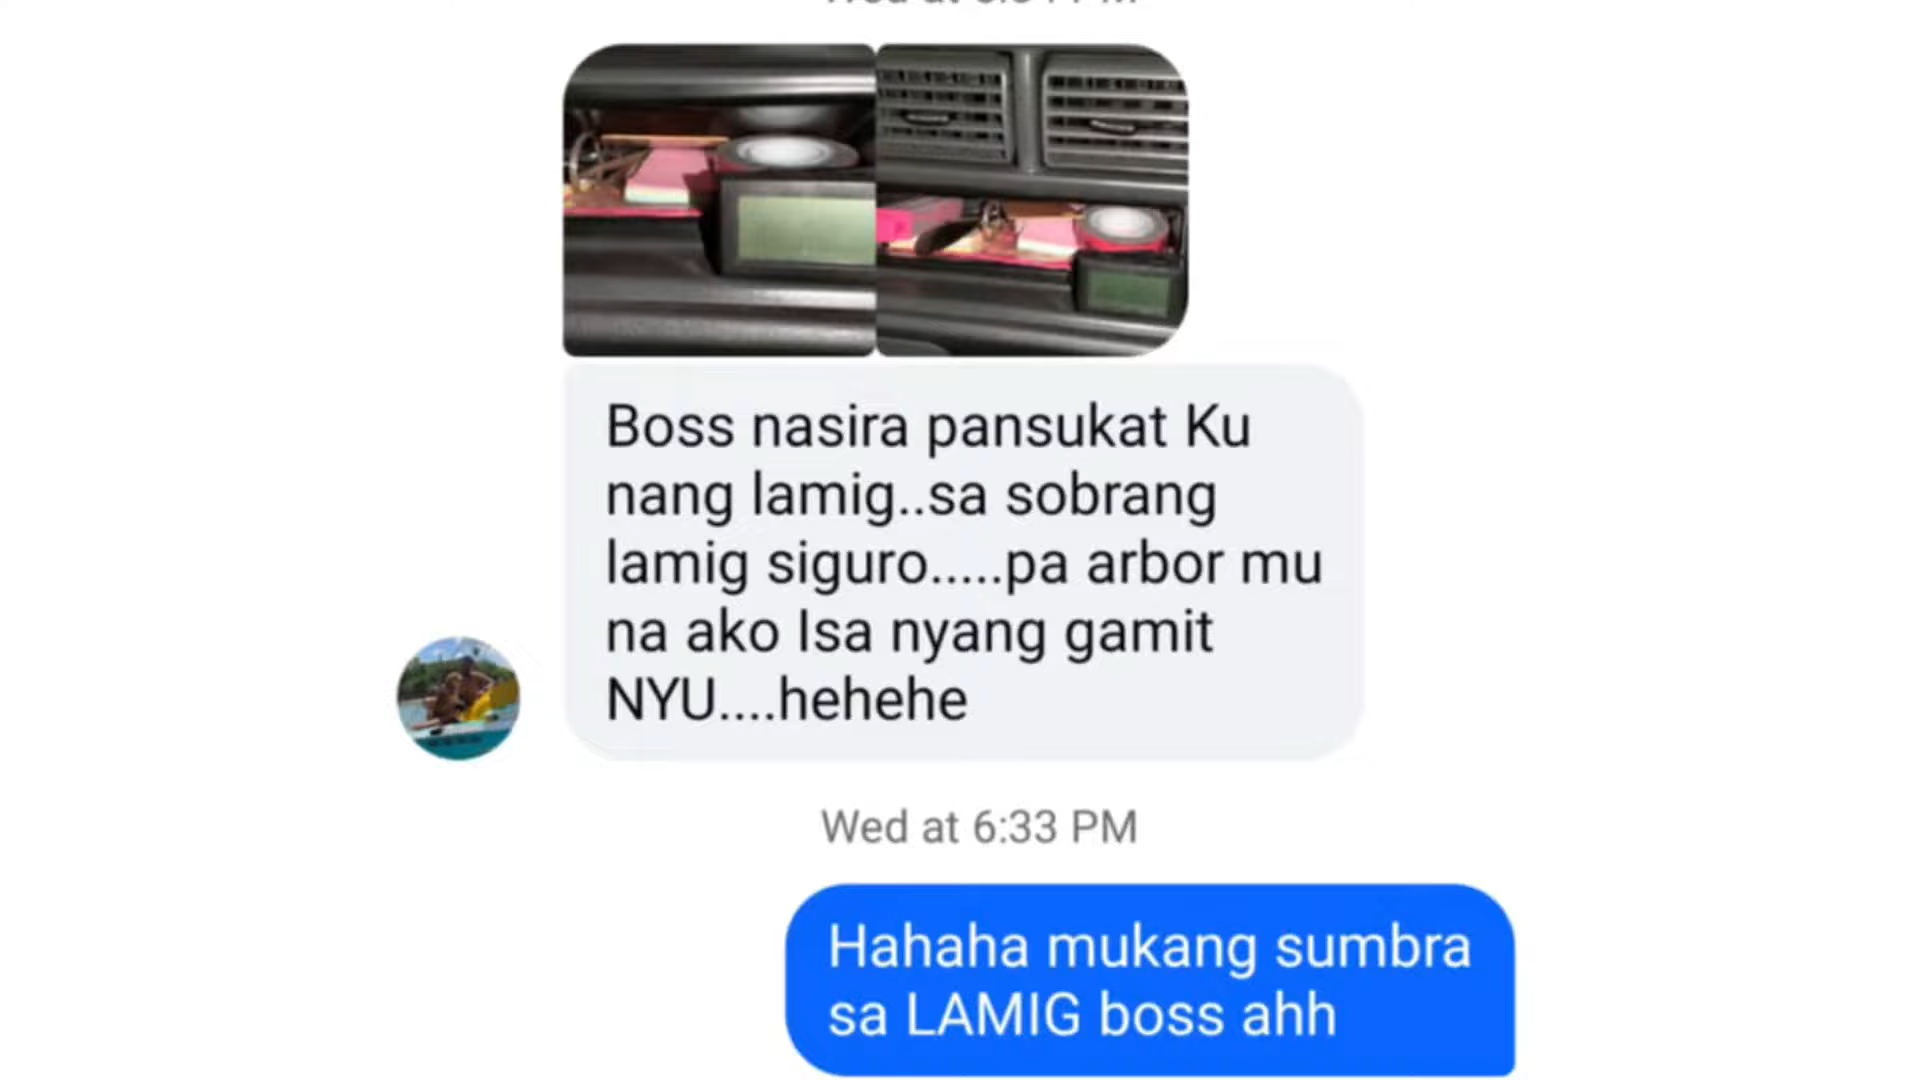 Boss nasira pansukat Ku
nang lamig..sa sobrang
lamig siguro.....pa arbor mu
na ako Isa nyang gamit
NYU....hehehe
Wed at 6:33 PM
Hahaha mukang sumbra
sa LAMIG boss ahh